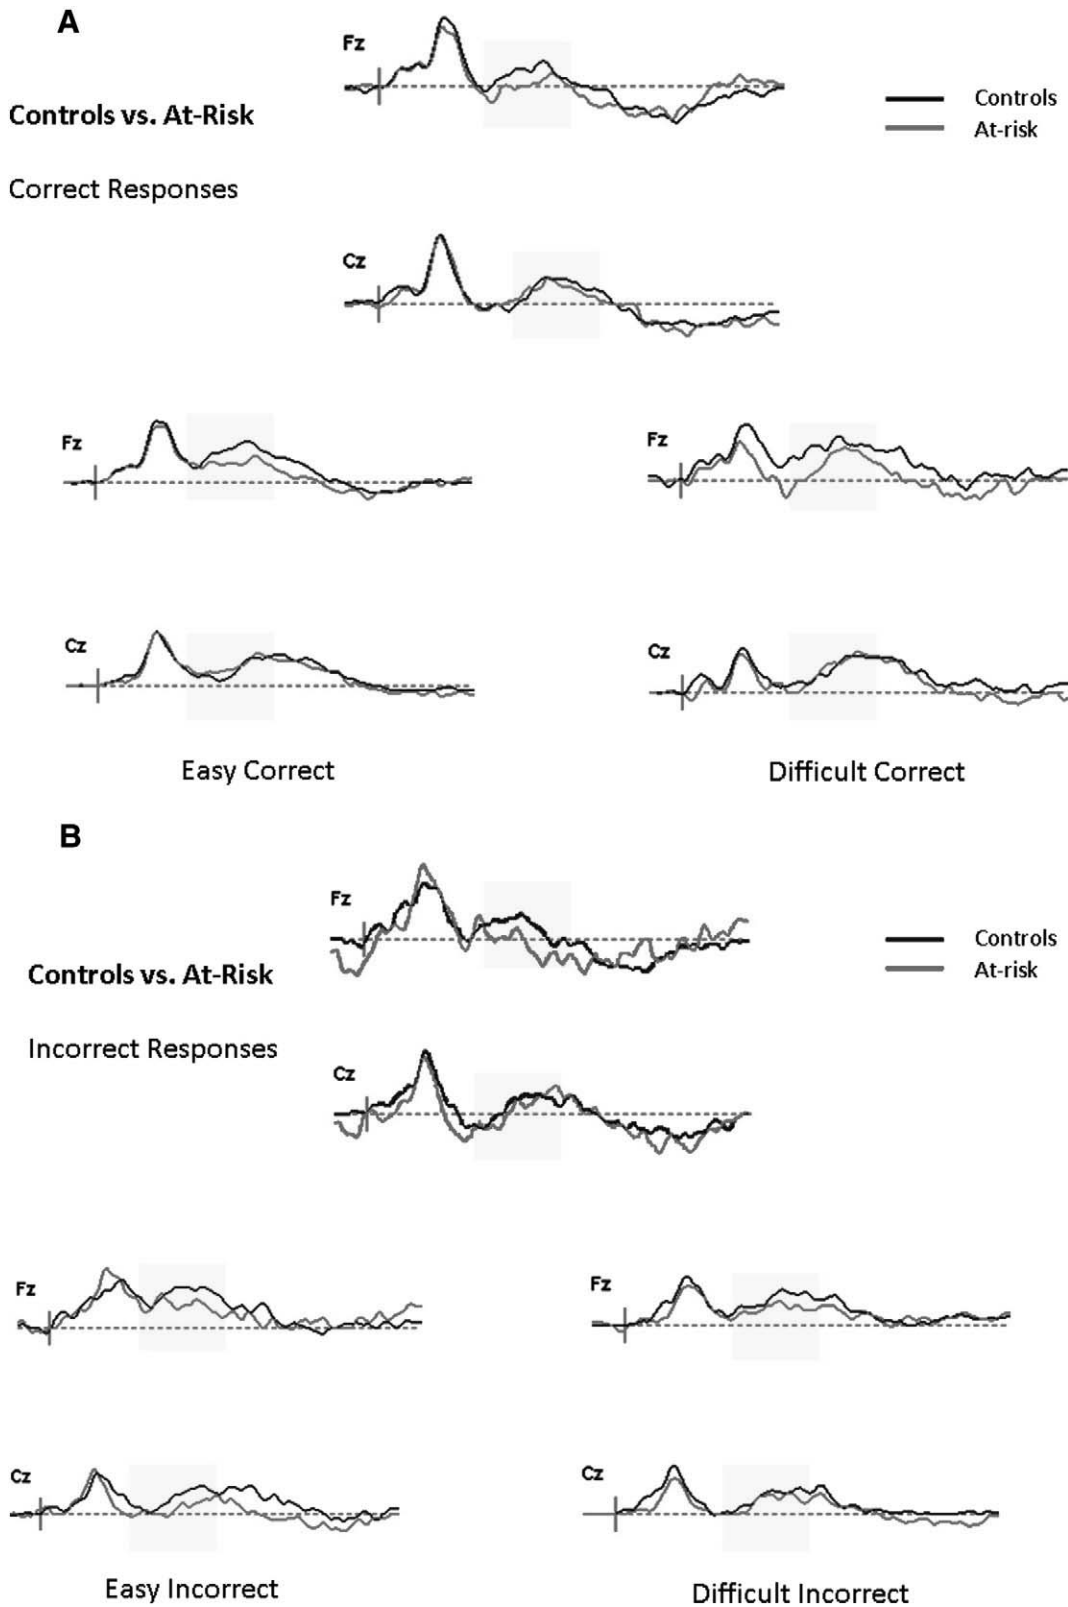 A
Fz
Controls vs. At-Risk
Controls
At-risk
Correct Responses
Cz
Fz
Fz
Cz
Cz
Easy Correct
Difficult Correct
B
Fz
Controls
At-risk
Controls vs. At-Risk
Incorrect Responses
Cz
Fz
Fz
Cz
Cz
Easy Incorrect
Difficult Incorrect